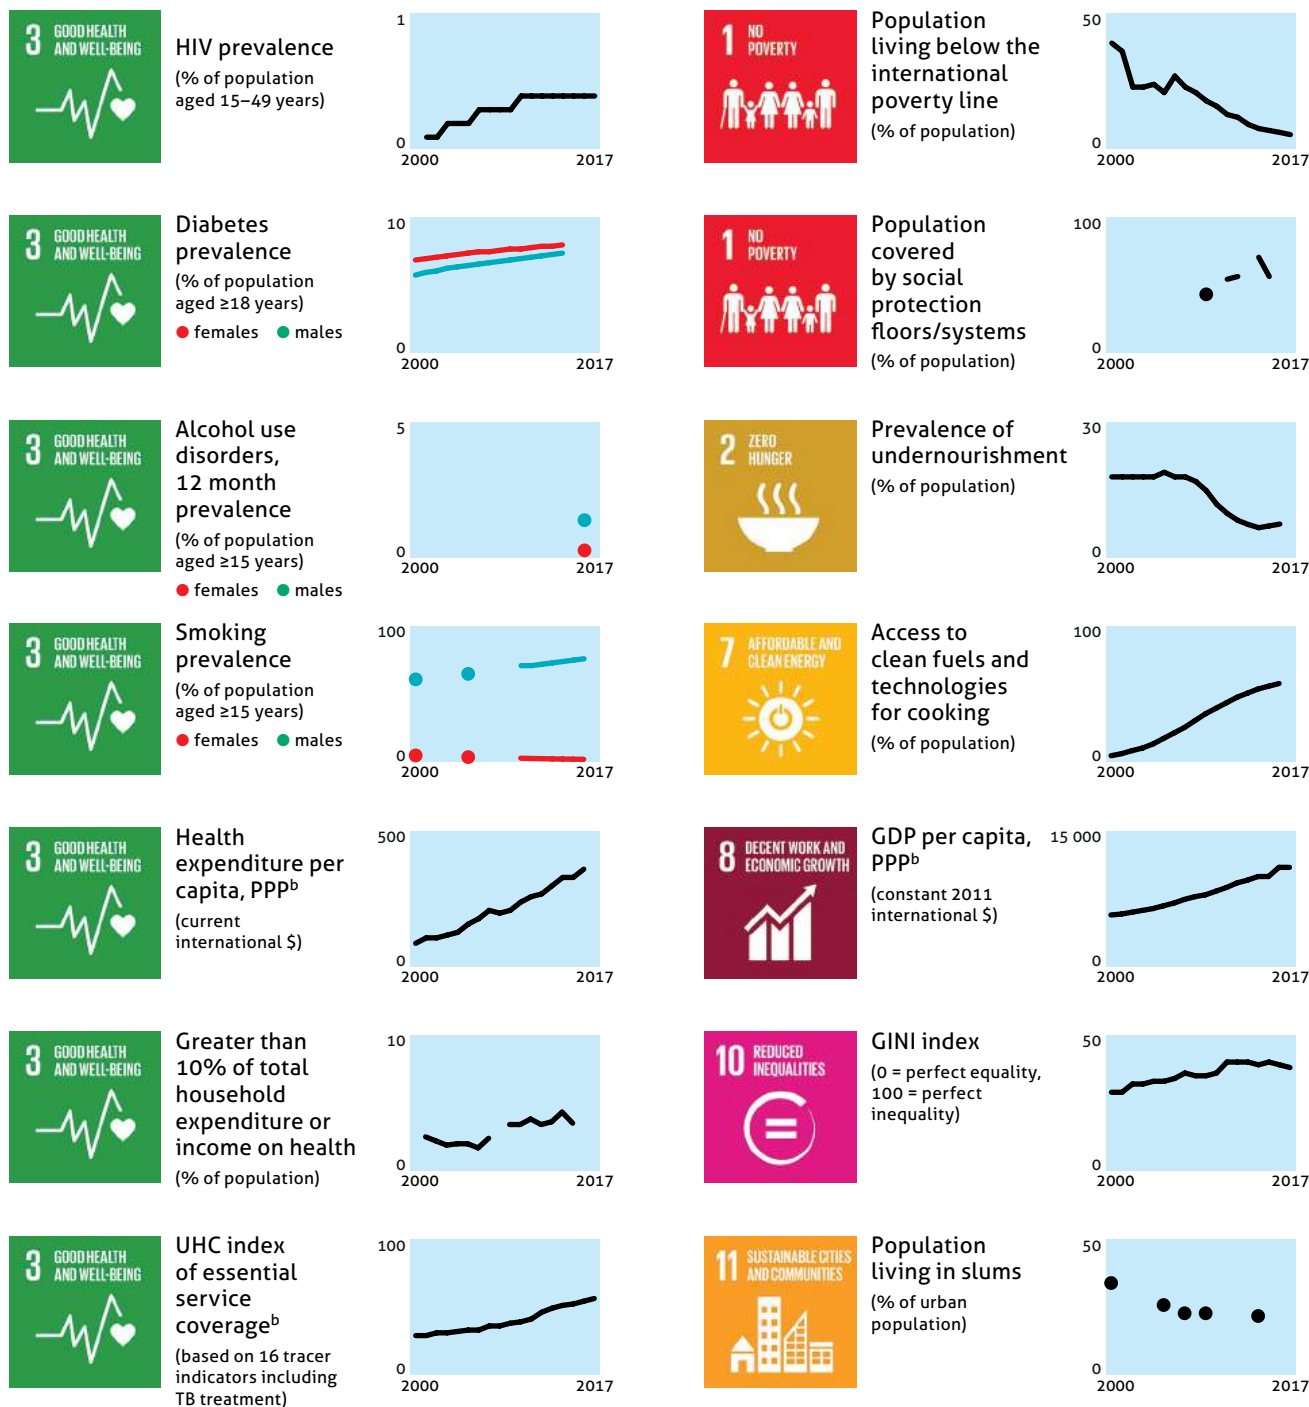 3 GOOD HEALTH
AND WELL-BEING
HIV prevalence
(% of population
aged 15–49 years)
1
0
2000 2017
1 NO
POVERTY
Population
living below the
international
poverty line
(% of population)
50
0
2000 2017
3 GOOD HEALTH
AND WELL-BEING
Diabetes
prevalence
(% of population
aged ≥18 years)
females males
10
0
2000 2017
1 NO
POVERTY
Population
covered
by social
protection
floors/systems
(% of population)
100
0
2000 2017
3 GOOD HEALTH
AND WELL-BEING
Alcohol use
disorders,
12 month
prevalence
(% of population
aged ≥15 years)
females males
5
0
2000 2017
2 ZERO
HUNGER
Prevalence of
undernourishment
(% of population)
30
0
2000 2017
3 GOOD HEALTH
AND WELL-BEING
Smoking
prevalence
(% of population
aged ≥15 years)
females males
100
0
2000 2017
7 AFFORDABLE AND
CLEAN ENERGY
Access to
clean fuels and
technologies
for cooking
(% of population)
100
0
2000 2017
3 GOOD HEALTH
AND WELL-BEING
Health
expenditure per
capita, PPPᵇ
(current
international $)
500
0
2000 2017
8 DECENT WORK AND
ECONOMIC GROWTH
GDP per capita,
PPPᵇ
(constant 2011
international $)
15 000
0
2000 2017
3 GOOD HEALTH
AND WELL-BEING
Greater than
10% of total
household
expenditure or
income on health
(% of population)
10
0
2000 2017
10 REDUCED
INEQUALITIES
GINI index
(0 = perfect equality,
100 = perfect
inequality)
50
0
2000 2017
3 GOOD HEALTH
AND WELL-BEING
UHC index
of essential
service
coverageᵇ
(based on 16 tracer
indicators including
TB treatment)
100
0
2000 2017
11 SUSTAINABLE CITIES
AND COMMUNITIES
Population
living in slums
(% of urban
population)
50
0
2000 2017